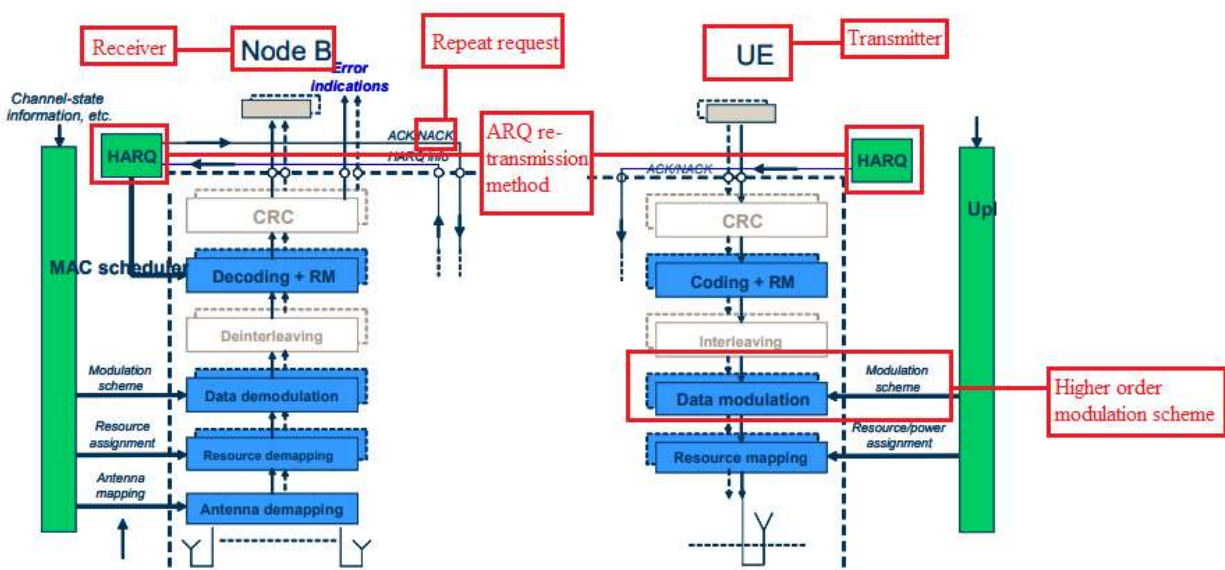 Receiver
Node B
Repeat request
UE
Transmitter
Error
indications
Channel-state
information, etc.
HARQ
ACK/NACK
HARQ info
ARQ re-
transmission
method
ACK/NACK
HARQ
CRC
CRC
Upl
MAC scheduler
Decoding + RM
Coding + RM
Deinterleaving
Interleaving
Modulation
scheme
Data demodulation
Data modulation
Modulation
scheme
Higher order
modulation scheme
Resource
assignment
Resource demapping
Resource mapping
Resource/power
assignment
Antenna
mapping
Antenna demapping